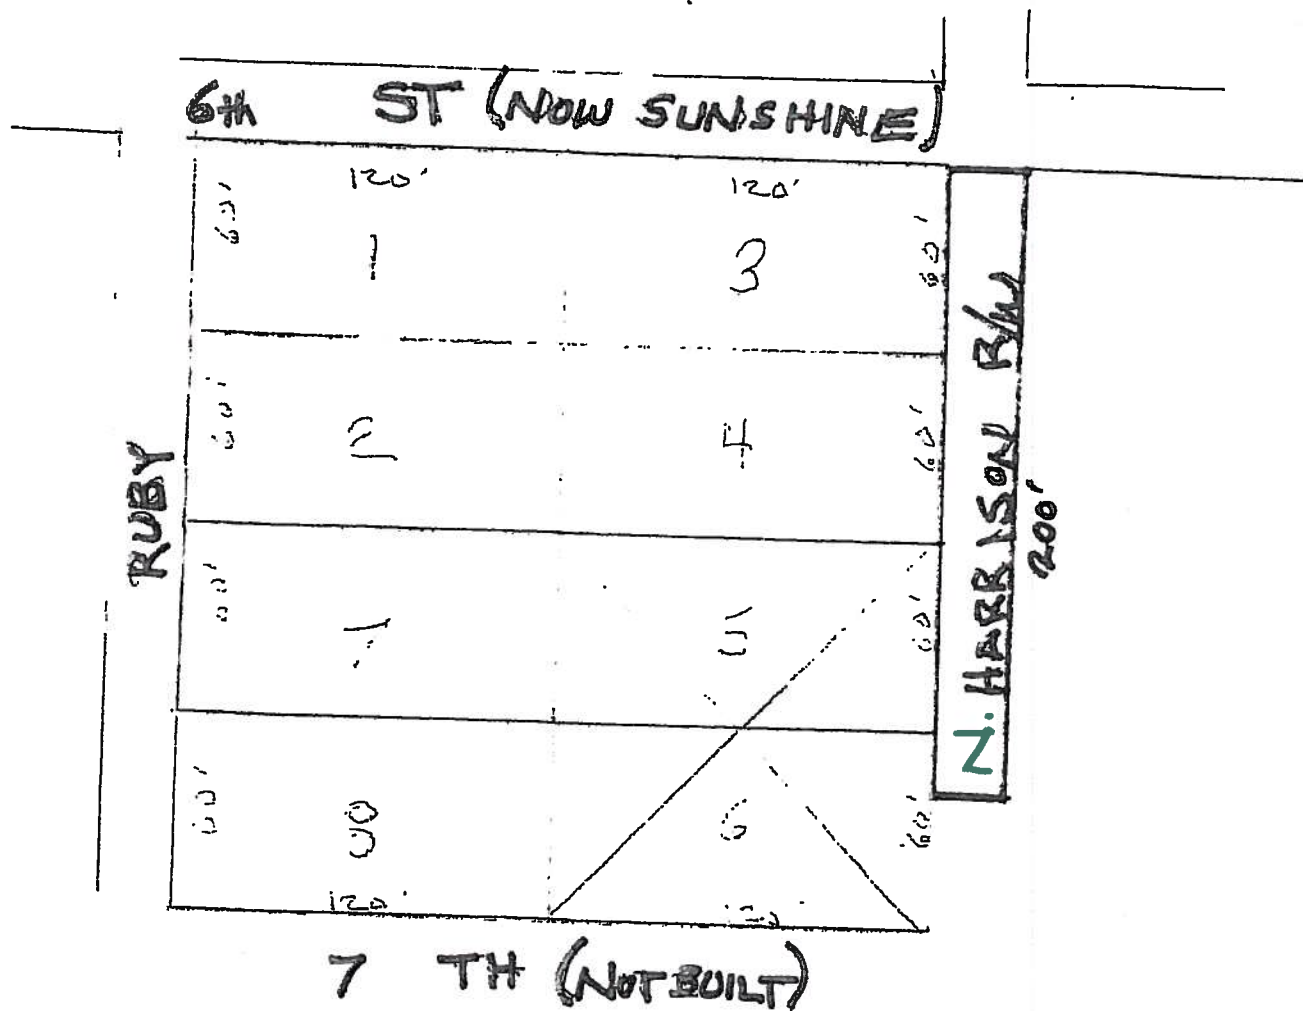 6th ST (NOW SUNSHINE)
120' 120'
60' 1 3 60'
60' 2 4 60'
RUBY
HARRISON R/W
200'
60' 7 5 60'
Z.
60' 8 6 60'
120'
7 TH (NOT BUILT)